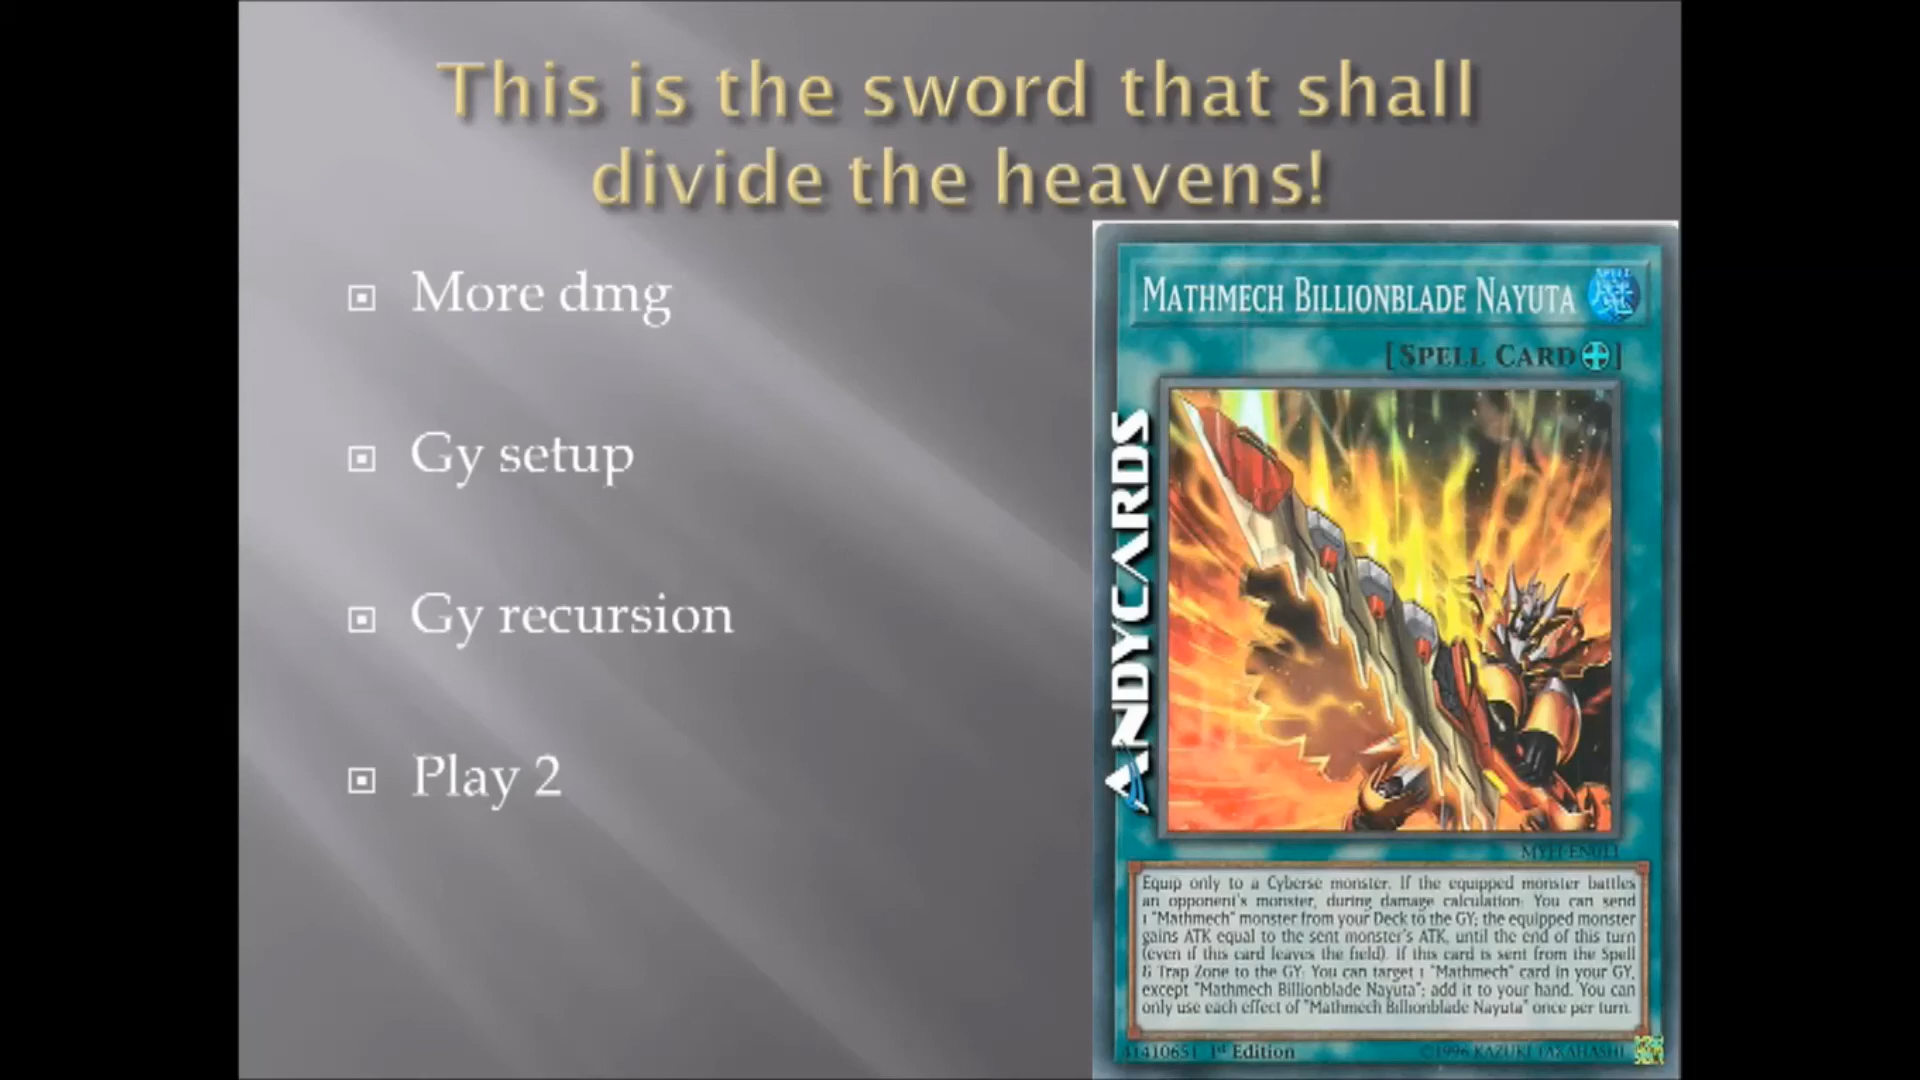 This is the sword that shall
divide the heavens!
More dmg
Gy setup
Gy recursion
Play 2
MATHMECH BILLIONBLADE NAYUTA
SPELL
[SPELL CARD]
ANDYCARDS
MYFI-EN011
Equip only to a Cyberse monster. If the equipped monster battles
an opponent's monster, during damage calculation: You can send
1 "Mathmech" monster from your Deck to the GY; the equipped monster
gains ATK equal to the sent monster's ATK, until the end of this turn
(even if this card leaves the field). If this card is sent from the Spell
& Trap Zone to the GY: You can target 1 "Mathmech" card in your GY,
except "Mathmech Billionblade Nayuta"; add it to your hand. You can
only use each effect of "Mathmech Billionblade Nayuta" once per turn.
41410651 1st Edition
©1996 KAZUKI TAKAHASHI